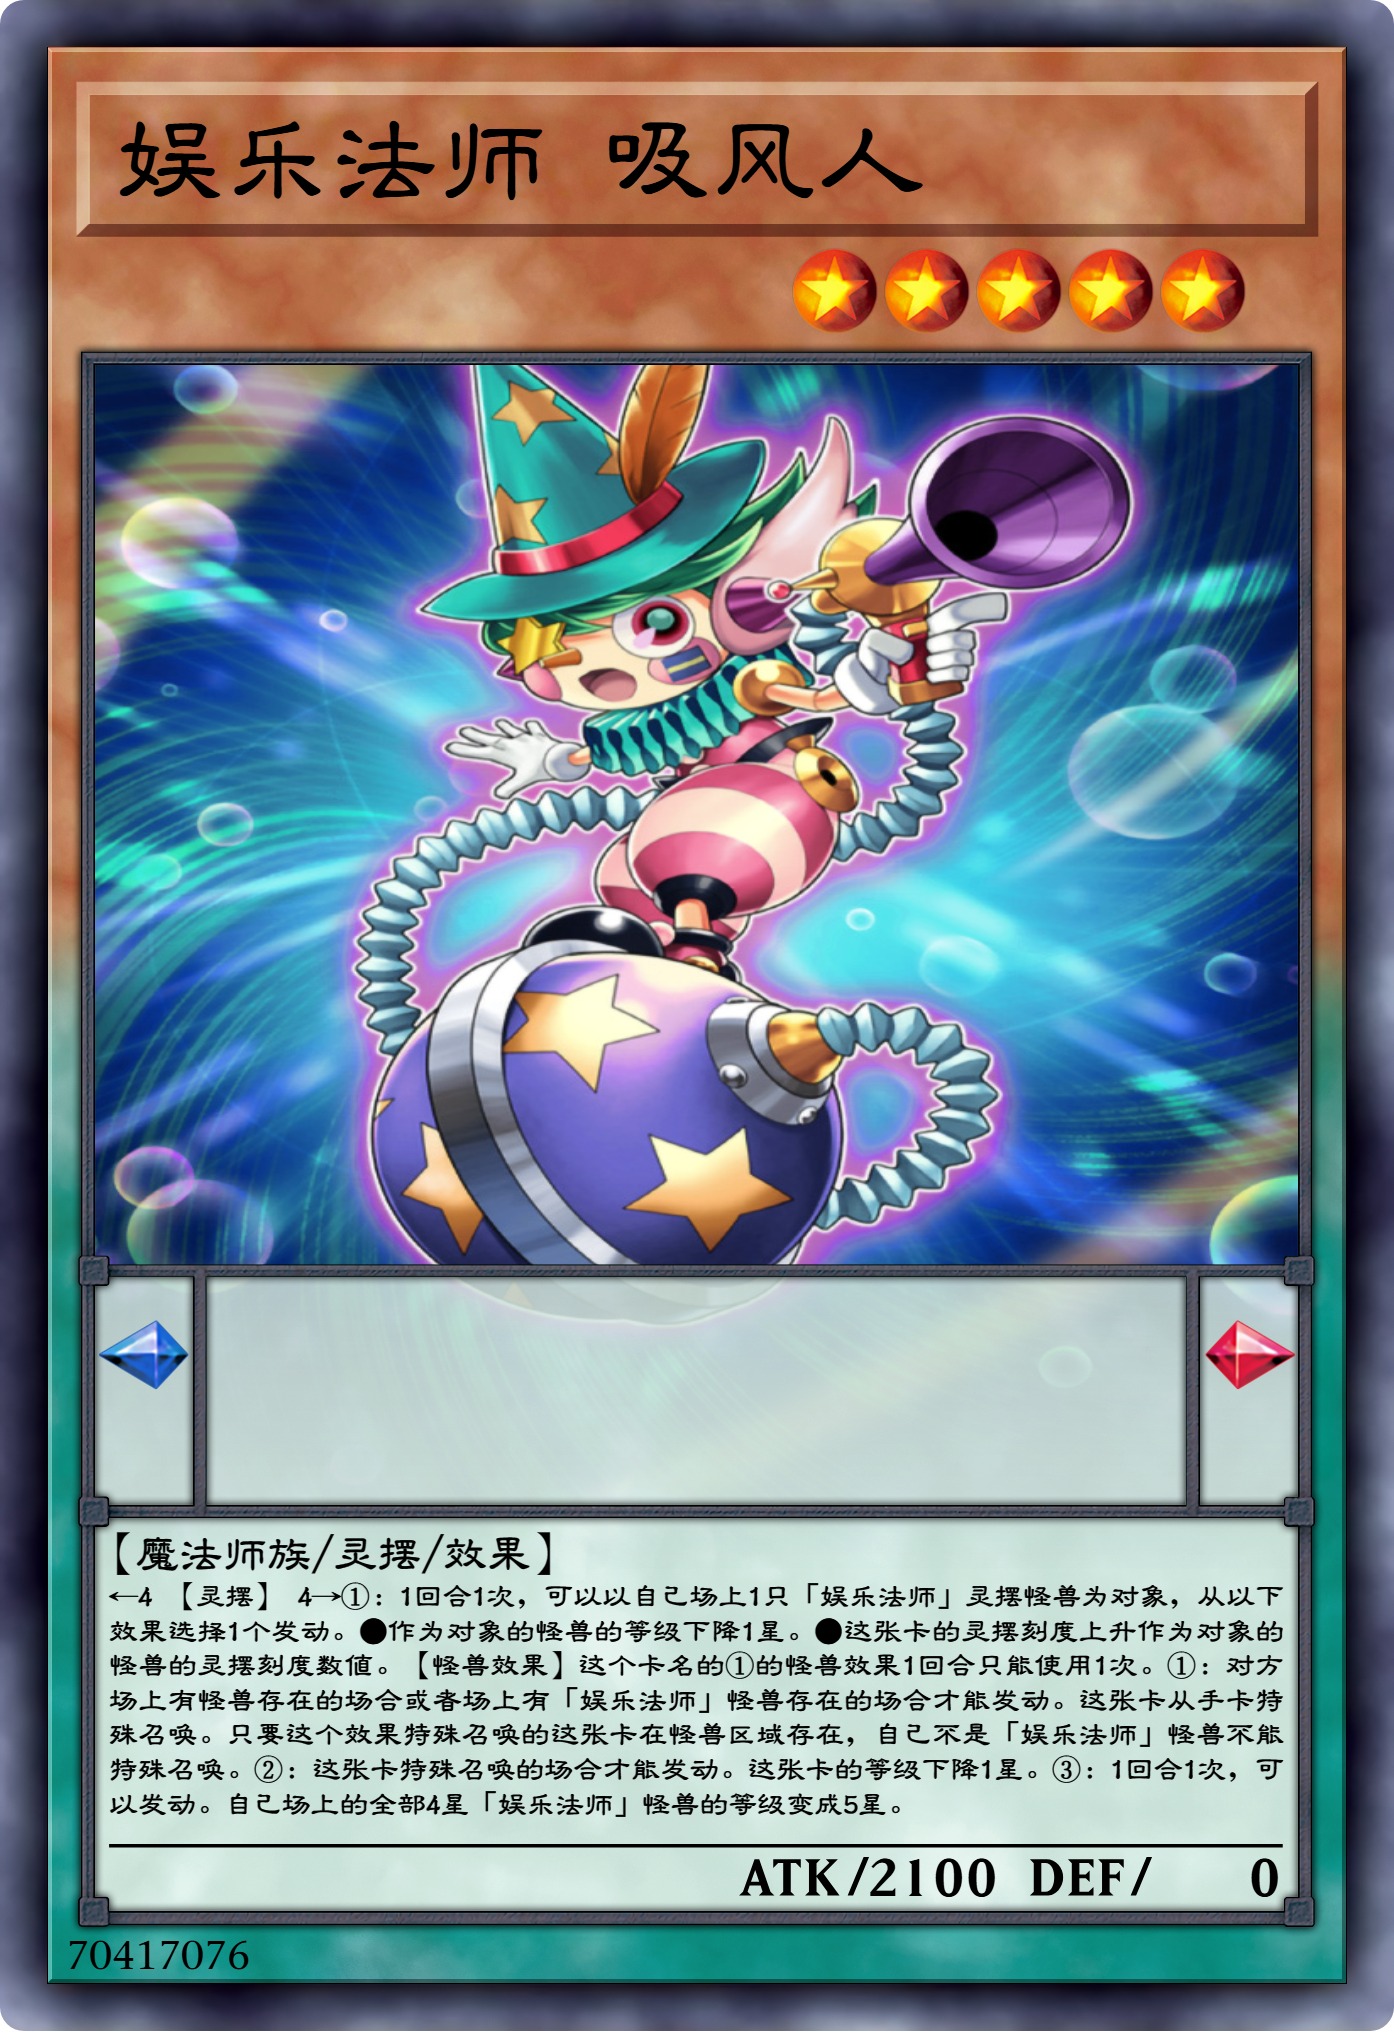 娱乐法师 吸风人
【魔法师族/灵摆/效果】
←4 【灵摆】 4→①：1回合1次，可以以自己场上1只「娱乐法师」灵摆怪兽为对象，从以下
效果选择1个发动。●作为对象的怪兽的等级下降1星。●这张卡的灵摆刻度上升作为对象的
怪兽的灵摆刻度数值。【怪兽效果】这个卡名的①的怪兽效果1回合只能使用1次。①：对方
场上有怪兽存在的场合或者场上有「娱乐法师」怪兽存在的场合才能发动。这张卡从手卡特
殊召唤。只要这个效果特殊召唤的这张卡在怪兽区域存在，自己不是「娱乐法师」怪兽不能
特殊召唤。②：这张卡特殊召唤的场合才能发动。这张卡的等级下降1星。③：1回合1次，可
以发动。自己场上的全部4星「娱乐法师」怪兽的等级变成5星。
ATK/2100 DEF/ 0
70417076